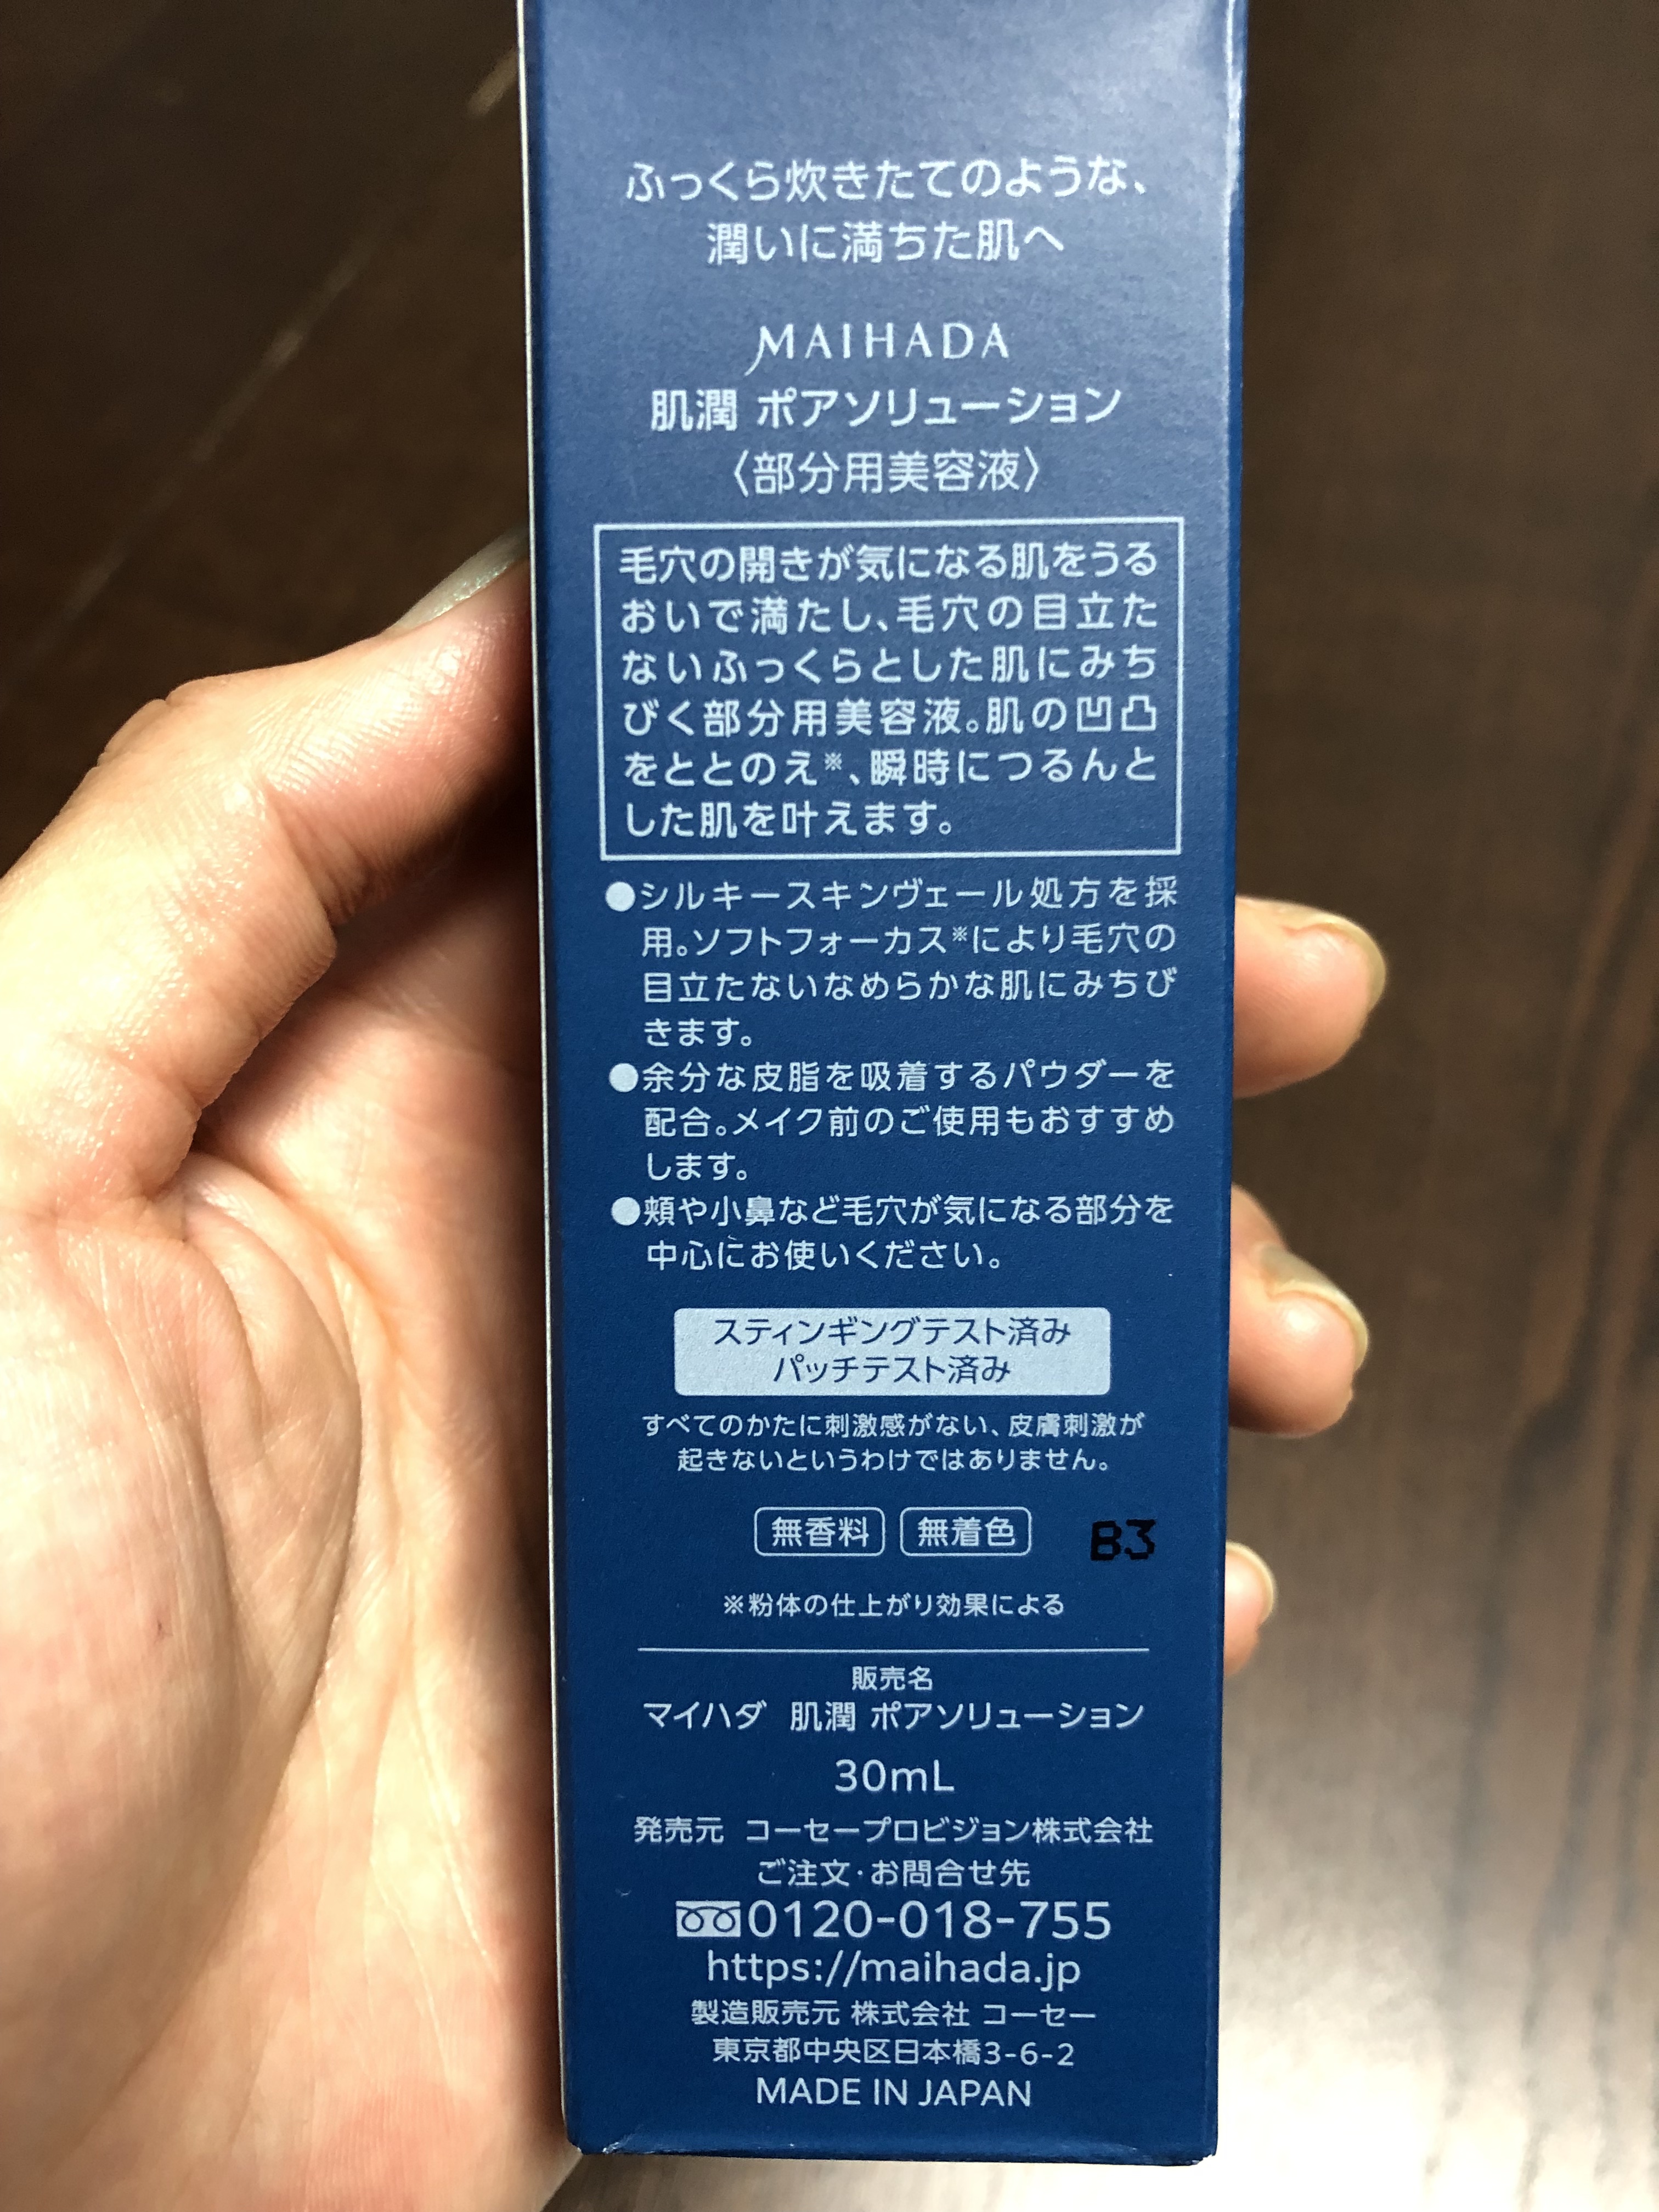 ふっくら炊きたてのような、
潤いに満ちた肌へ
MAIHADA
肌潤 ポアソリューション
〈部分用美容液〉
毛穴の開きが気になる肌をうる
おいで満たし、毛穴の目立た
ないふっくらとした肌にみち
びく部分用美容液。肌の凹凸
をととのえ※、瞬時につるんと
した肌を叶えます。
●シルキースキンヴェール処方を採
用。ソフトフォーカス※により毛穴の
目立たないなめらかな肌にみちび
きます。
●余分な皮脂を吸着するパウダーを
配合。メイク前のご使用もおすすめ
します。
●頬や小鼻など毛穴が気になる部分を
中心にお使いください。
スティンギングテスト済み
パッチテスト済み
すべてのかたに刺激感がない、皮膚刺激が
起きないというわけではありません。
無香料 無着色 B3
※粉体の仕上がり効果による
販売名
マイハダ 肌潤 ポアソリューション
30mL
発売元 コーセープロビジョン株式会社
ご注文・お問合せ先
0120-018-755
https://maihada.jp
製造販売元 株式会社 コーセー
東京都中央区日本橋3-6-2
MADE IN JAPAN